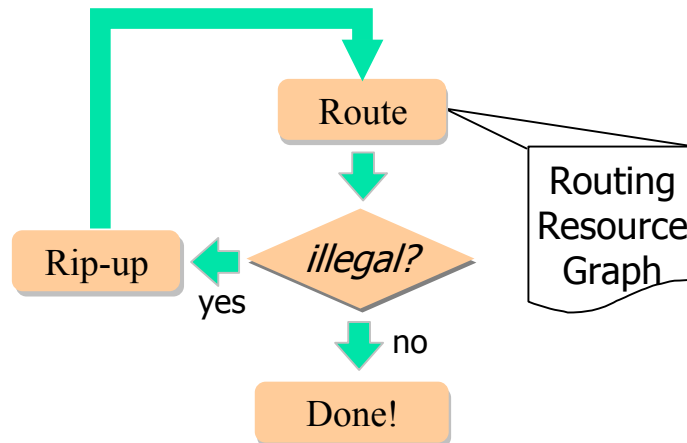 Route
Routing
Resource
Graph
illegal?
Rip-up
yes
no
Done!